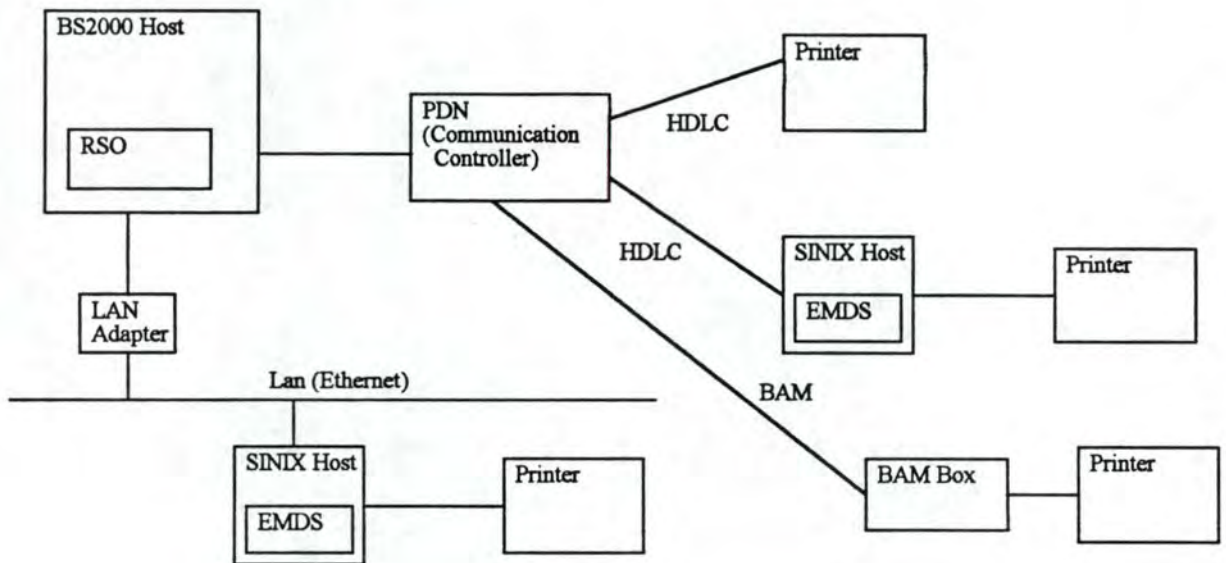 BS2000 Host
RSO
PDN
(Communication
Controller)
HDLC
Printer
HDLC
SINIX Host
EMDS
Printer
LAN
Adapter
Lan (Ethernet)
BAM
SINIX Host
EMDS
Printer
BAM Box
Printer